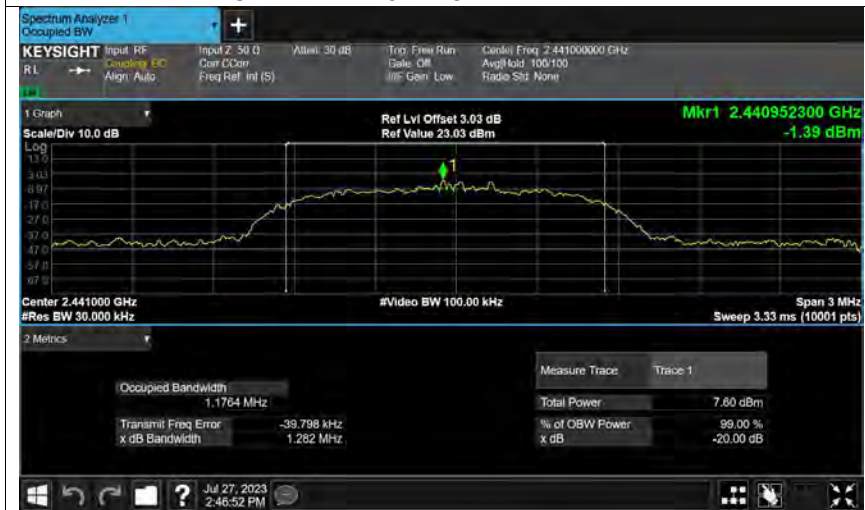 Spectrum Analyzer 1
Occupied BW
+
KEYSIGHT Input: RF Input Z: 50 Ω Atten: 30 dB Trig: Free Run Center Freq: 2.441000000 GHz
RL Coupling: DC Corr CCorr Gate: Off Avg|Hold: 100/100
Align: Auto Freq Ref: Int (S) #IF Gain: Low Radio Std: None
1 Graph
Ref Lvl Offset 3.03 dB Mkr1 2.440952300 GHz
Scale/Div 10.0 dB Ref Value 23.03 dBm -1.39 dBm
Log
13.0
3.03
1
-6.97
-17.0
-27.0
-37.0
-47.0
-57.0
-67.0
Center 2.441000 GHz #Video BW 100.00 kHz Span 3 MHz
#Res BW 30.000 kHz Sweep 3.33 ms (10001 pts)
2 Metrics
Measure Trace Trace 1
Occupied Bandwidth
1.1764 MHz Total Power 7.60 dBm
Transmit Freq Error -39.798 kHz % of OBW Power 99.00 %
x dB Bandwidth 1.282 MHz x dB -20.00 dB
? Jul 27, 2023
2:46:52 PM